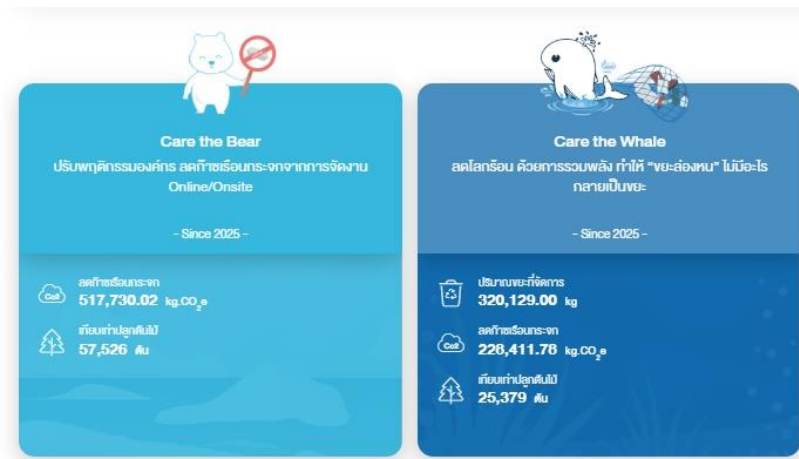 Care the Bear
ปรับพฤติกรรมองค์กร ลดก๊าซเรือนกระจกจากการจัดงาน
Online/Onsite
- Since 2025 -
Co2
ลดก๊าซเรือนกระจก
517,730.02 kg.CO₂e
เทียบเท่าปลูกต้นไม้
57,526 ต้น
Care the Whale
ลดโลกร้อน ด้วยการรวมพลัง ทำให้ “ขยะล่องหน” ไม่มีอะไร
กลายเป็นขยะ
- Since 2025 -
ปริมาณขยะที่จัดการ
320,129.00 kg
Co2
ลดก๊าซเรือนกระจก
228,411.78 kg.CO₂e
เทียบเท่าปลูกต้นไม้
25,379 ต้น